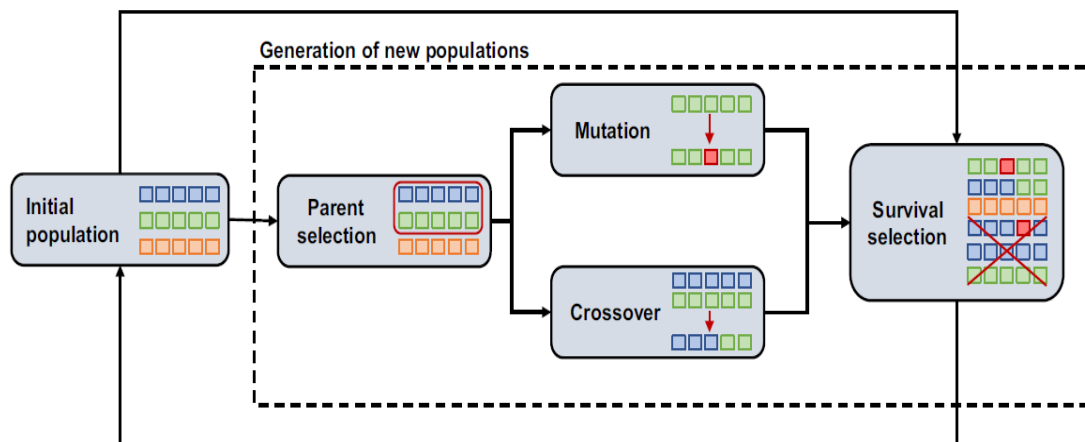 Generation of new populations
Initial
population
Parent
selection
Mutation
Crossover
Survival
selection